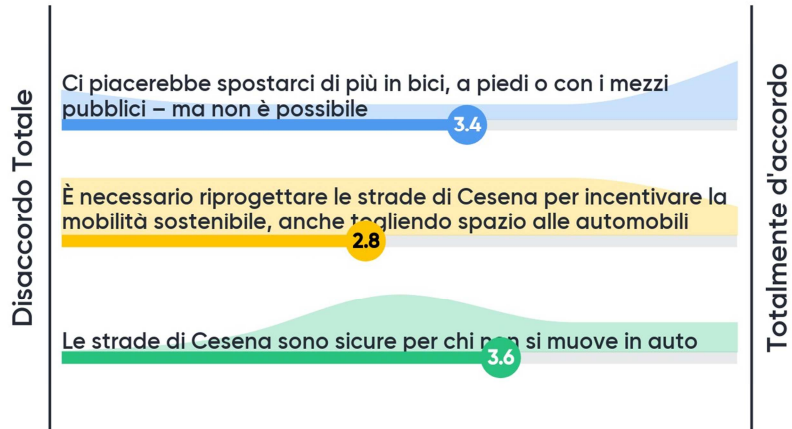 Disaccordo Totale
Ci piacerebbe spostarci di più in bici, a piedi o con i mezzi
pubblici – ma non è possibile
3.4
È necessario riprogettare le strade di Cesena per incentivare la
mobilità sostenibile, anche togliendo spazio alle automobili
2.8
Le strade di Cesena sono sicure per chi non si muove in auto
3.6
Totalmente d'accordo